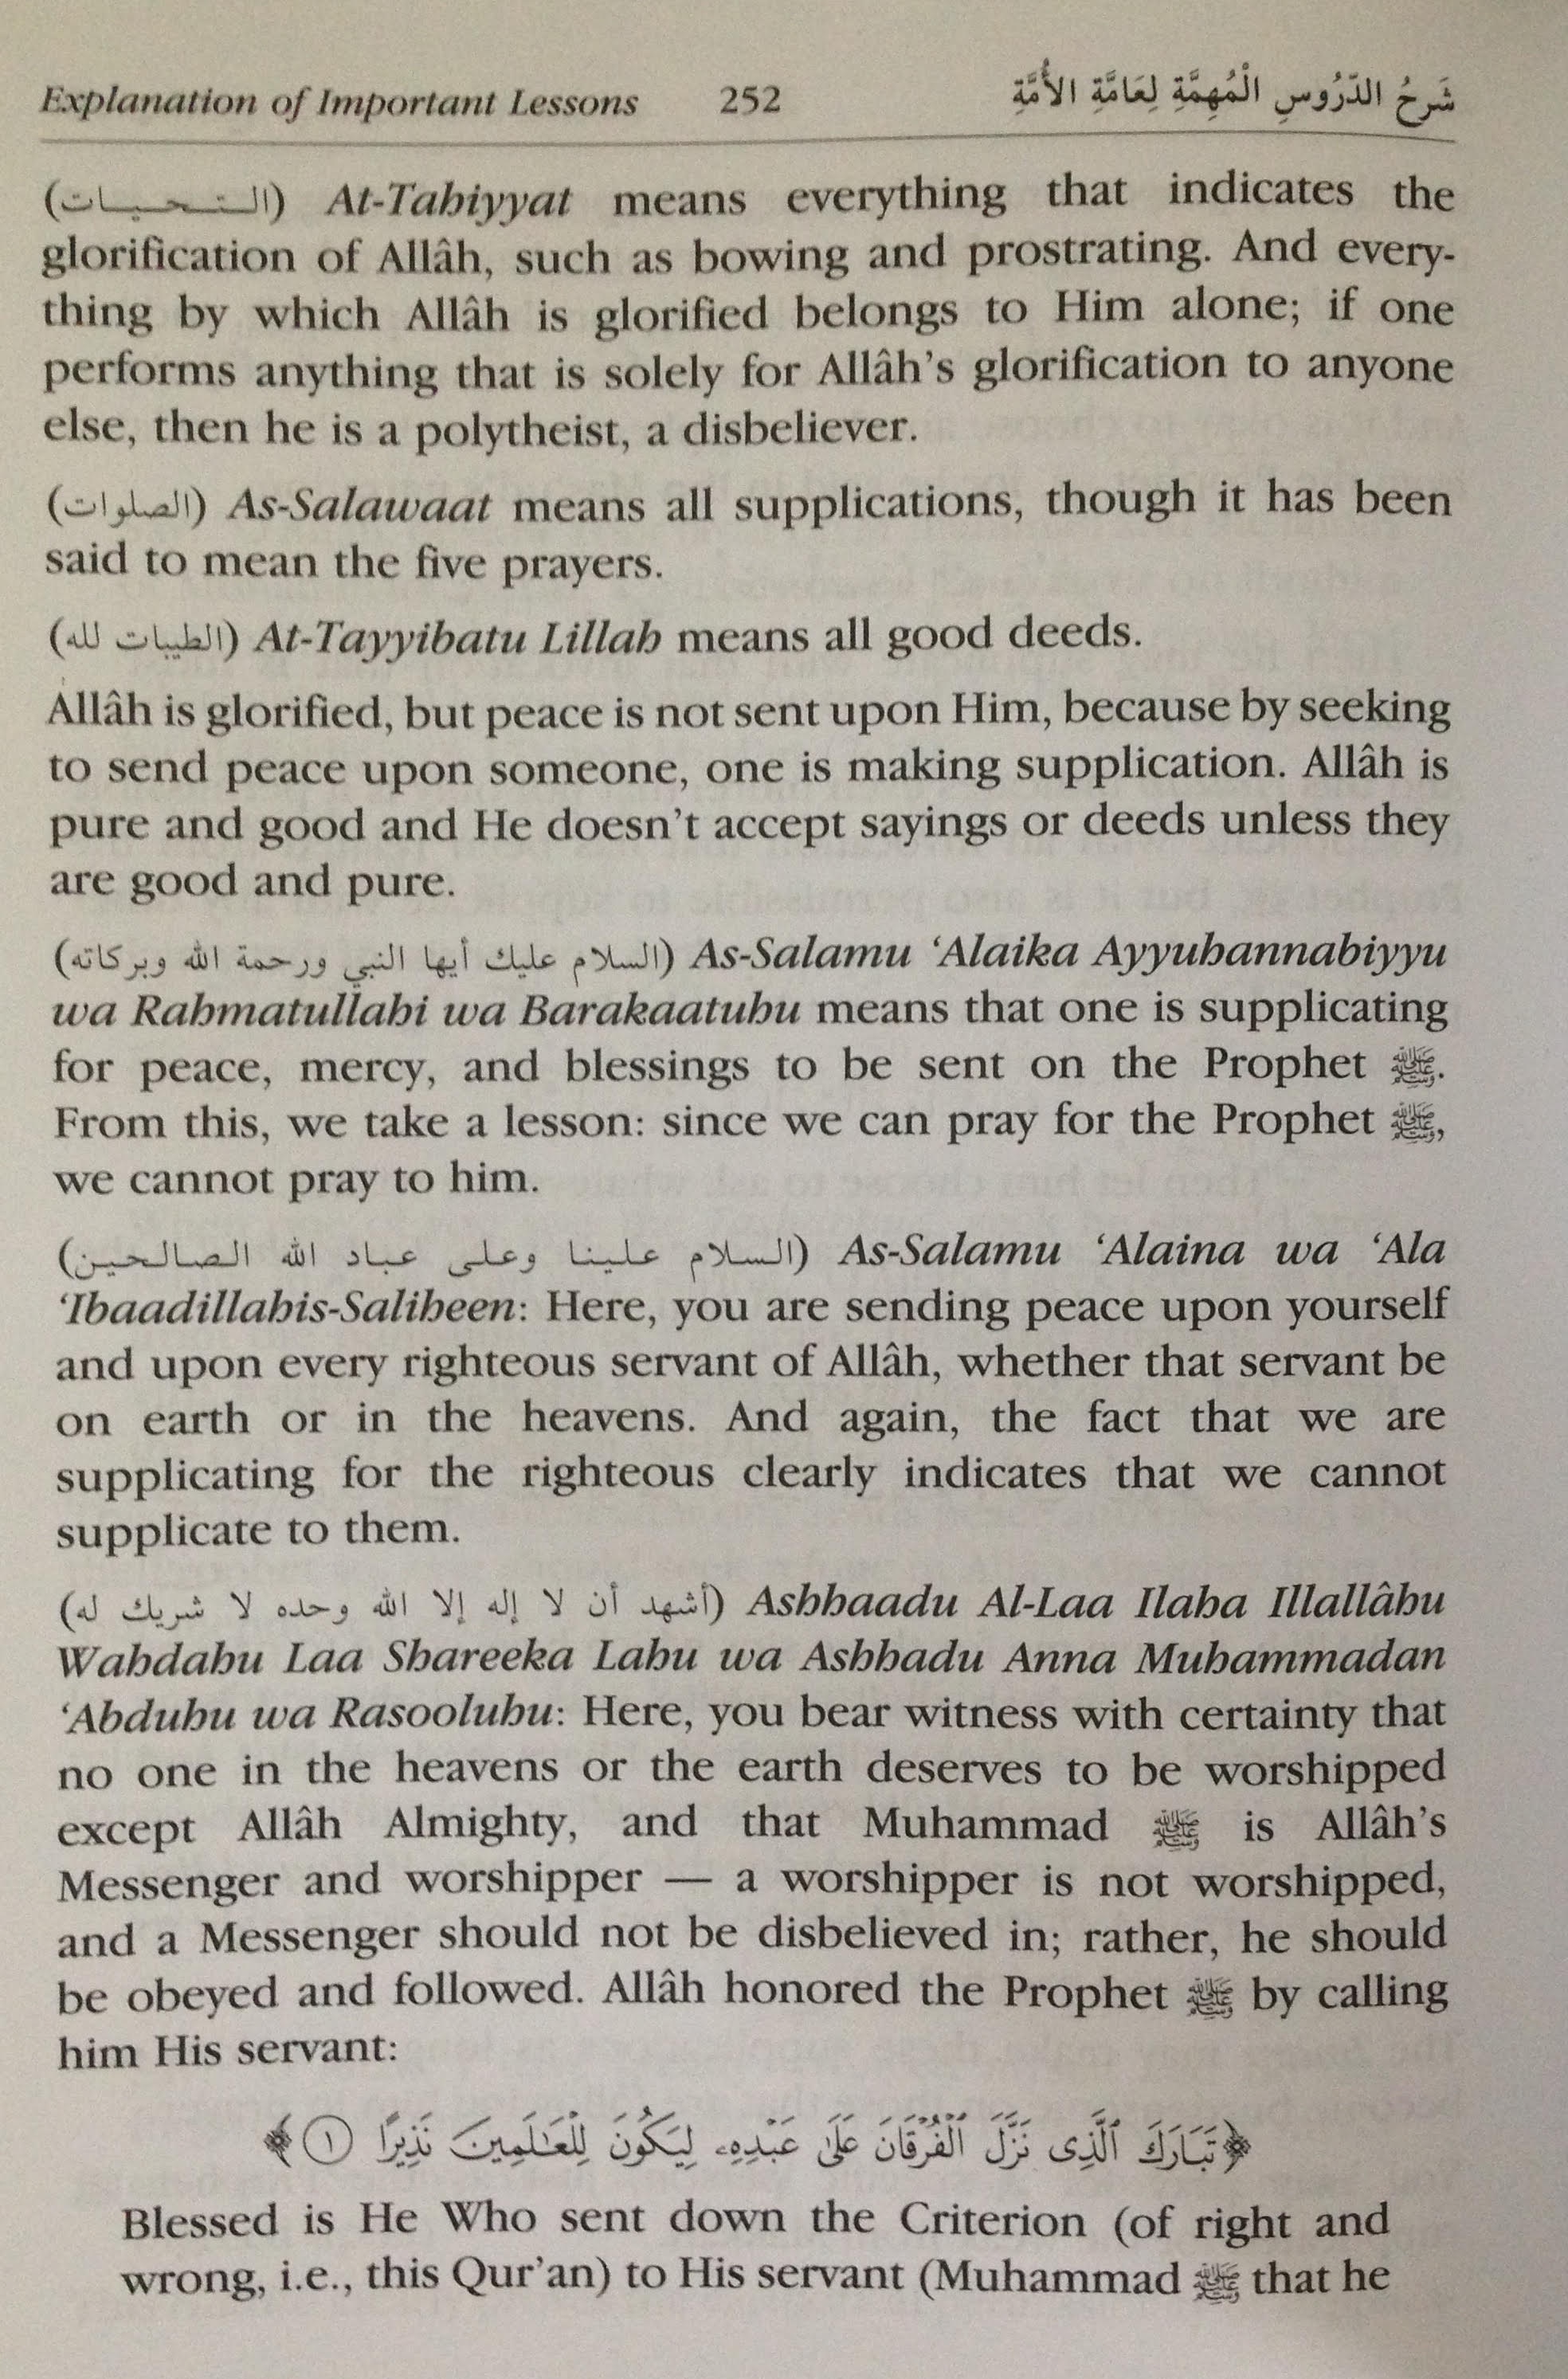 Explanation of Important Lessons 252 شَرحُ الدُّرُوسِ الْمُهِمَّةِ لِعَامَّةِ الأُمَّةِ
(التحيات) At-Tahiyyat means everything that indicates the
glorification of Allâh, such as bowing and prostrating. And every-
thing by which Allâh is glorified belongs to Him alone; if one
performs anything that is solely for Allâh's glorification to anyone
else, then he is a polytheist, a disbeliever.
(الصلوات) As-Salawaat means all supplications, though it has been
said to mean the five prayers.
(الطيبات لله) At-Tayyibatu Lillah means all good deeds.
Allâh is glorified, but peace is not sent upon Him, because by seeking
to send peace upon someone, one is making supplication. Allâh is
pure and good and He doesn't accept sayings or deeds unless they
are good and pure.
(السلام عليك أيها النبي ورحمة الله وبركاته) As-Salamu 'Alaika Ayyuhannabiyyu
wa Rahmatullahi wa Barakaatuhu means that one is supplicating
for peace, mercy, and blessings to be sent on the Prophet ﷺ.
From this, we take a lesson: since we can pray for the Prophet ﷺ,
we cannot pray to him.
(السلام علينا وعلى عباد الله الصالحين) As-Salamu 'Alaina wa 'Ala
'Ibaadillahis-Saliheen: Here, you are sending peace upon yourself
and upon every righteous servant of Allâh, whether that servant be
on earth or in the heavens. And again, the fact that we are
supplicating for the righteous clearly indicates that we cannot
supplicate to them.
(أشهد أن لا إله إلا الله وحده لا شريك له) Ashhaadu Al-Laa Ilaha Illallâhu
Wahdahu Laa Shareeka Lahu wa Ashhadu Anna Muhammadan
'Abduhu wa Rasooluhu: Here, you bear witness with certainty that
no one in the heavens or the earth deserves to be worshipped
except Allâh Almighty, and that Muhammad ﷺ is Allâh's
Messenger and worshipper — a worshipper is not worshipped,
and a Messenger should not be disbelieved in; rather, he should
be obeyed and followed. Allâh honored the Prophet ﷺ by calling
him His servant:
﴿تَبَارَكَ ٱلَّذِى نَزَّلَ ٱلْفُرْقَانَ عَلَىٰ عَبْدِهِۦ لِيَكُونَ لِلْعَـٰلَمِينَ نَذِيرًا ١﴾
Blessed is He Who sent down the Criterion (of right and
wrong, i.e., this Qur'an) to His servant (Muhammad ﷺ that he